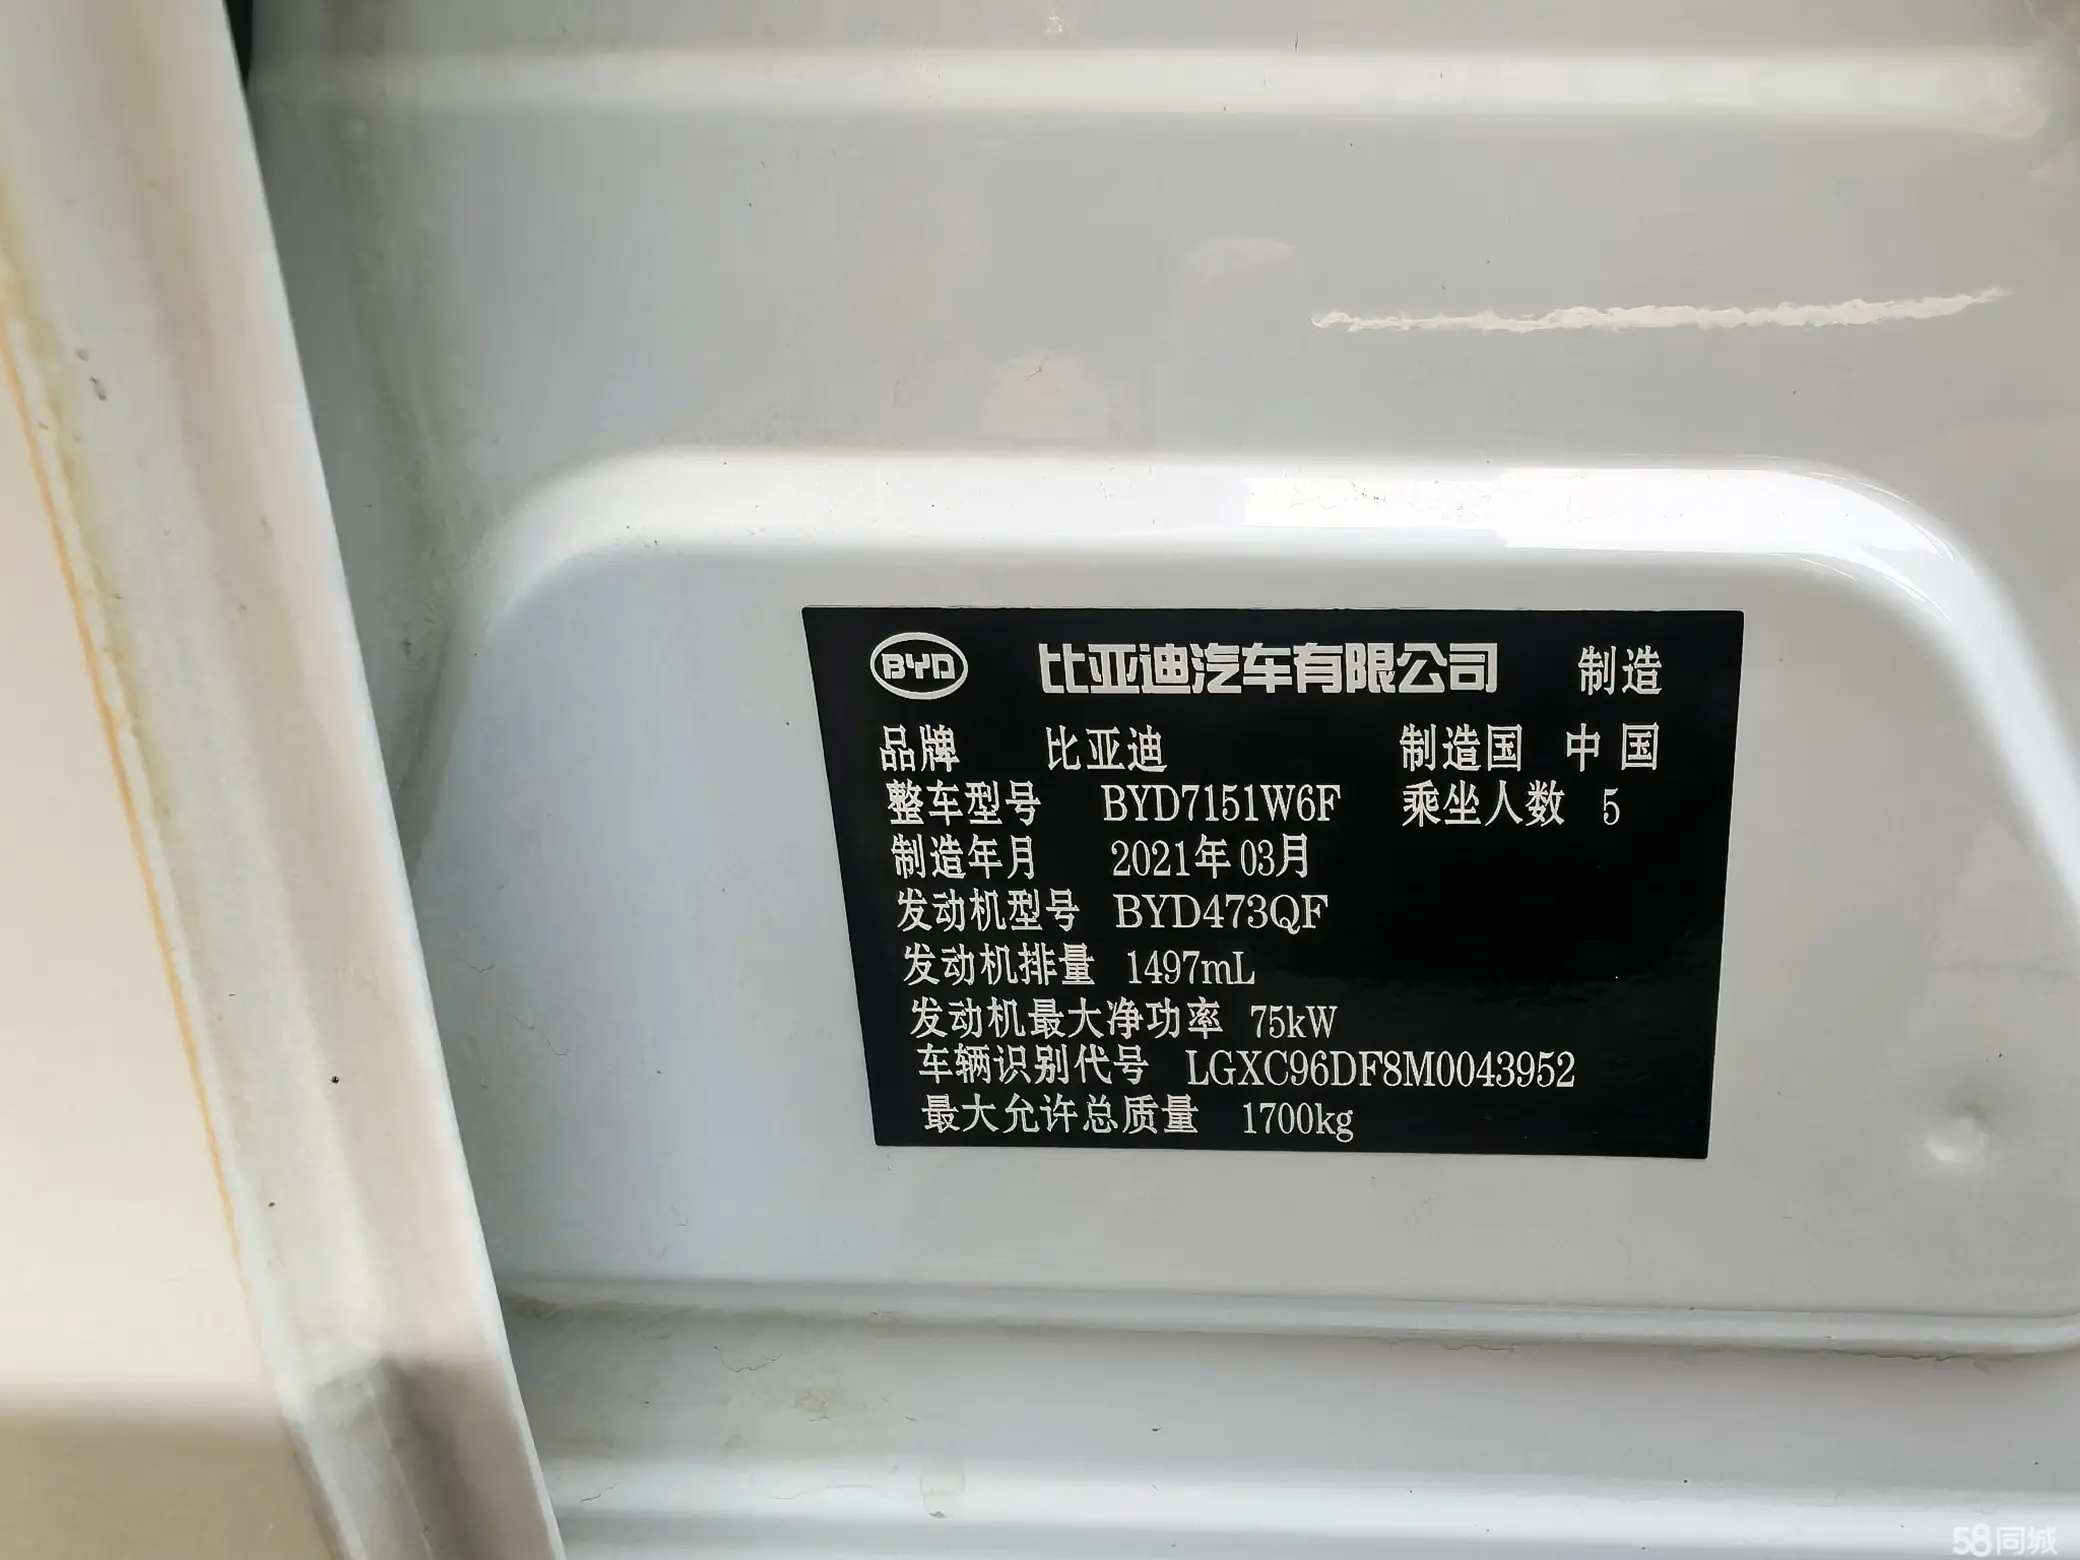 BYD 比亚迪汽车有限公司 制造
品牌 比亚迪 制造国 中国
整车型号 BYD7151W6F 乘坐人数 5
制造年月 2021年03月
发动机型号 BYD473QF
发动机排量 1497mL
发动机最大净功率 75kW
车辆识别代号 LGXC96DF8M0043952
最大允许总质量 1700kg
58同城